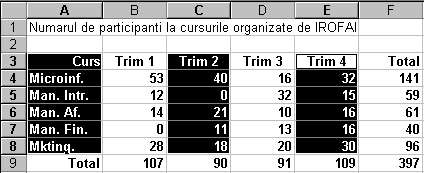 A B C D E F
1 Numarul de participanti la cursurile organizate de IROFAI
2
3 Curs Trim 1 Trim 2 Trim 3 Trim 4 Total
4 Microinf. 53 40 16 32 141
5 Man. Intr. 12 0 32 15 59
6 Man. Af. 14 21 10 16 61
7 Man. Fin. 0 11 13 16 40
8 Mktinq. 28 18 20 30 96
9 Total 107 90 91 109 397